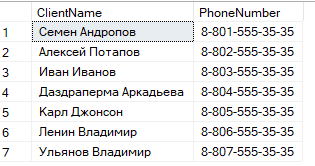 ClientName PhoneNumber
1 Семен Андропов 8-801-555-35-35
2 Алексей Потапов 8-802-555-35-35
3 Иван Иванов 8-803-555-35-35
4 Даздраперма Аркадьева 8-804-555-35-35
5 Карл Джонсон 8-805-555-35-35
6 Ленин Владимир 8-806-555-35-35
7 Ульянов Владимир 8-807-555-35-35